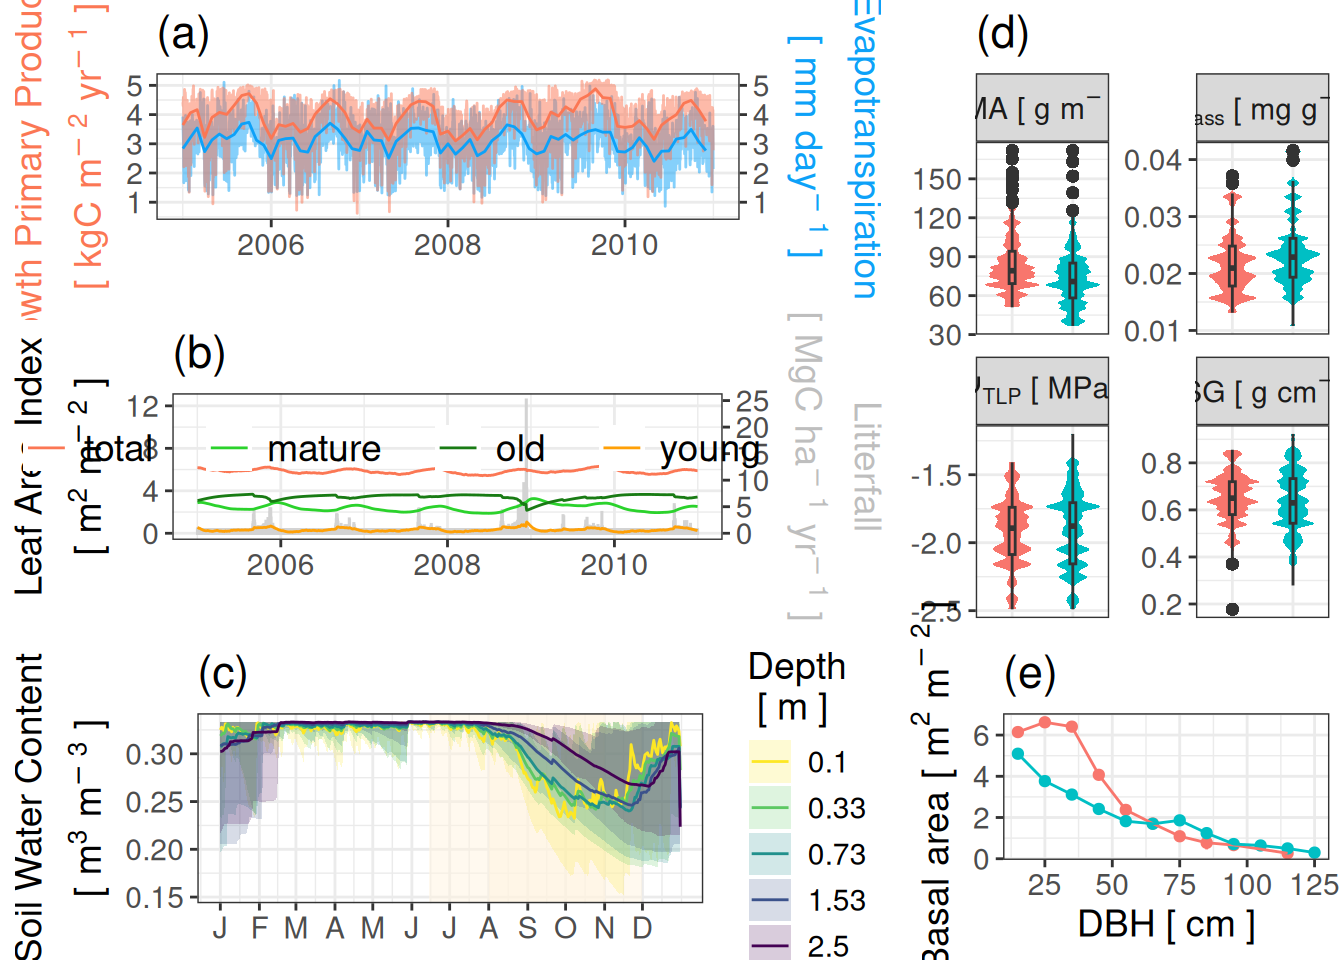 (a)
Primary Produc
[ kgC m⁻² yr⁻¹ ]
5
4
3
2
1
5
4
3
2
1
2006
2008
2010
Evapotranspiration
[ mm day⁻¹ ]
(b)
Leaf Area Index
[ m² m⁻² ]
12
8
4
0
25
20
15
10
5
0
total
mature
old
young
2006
2008
2010
Litterfall
[ MgC ha⁻¹ yr⁻¹ ]
(c)
Soil Water Content
[ m³ m⁻³ ]
0.30
0.25
0.20
0.15
J F M A M J J A S O N D
Depth
[ m ]
0.1
0.33
0.73
1.53
2.5
(d)
MA [ g m⁻
150
120
90
60
30
ass [ mg g⁻
0.04
0.03
0.02
0.01
TLP [ MPa
-1.5
-2.0
-2.5
SG [ g cm⁻
0.8
0.6
0.4
0.2
(e)
Basal area [ m² m⁻²
6
4
2
0
25
50
75
100
125
DBH [ cm ]